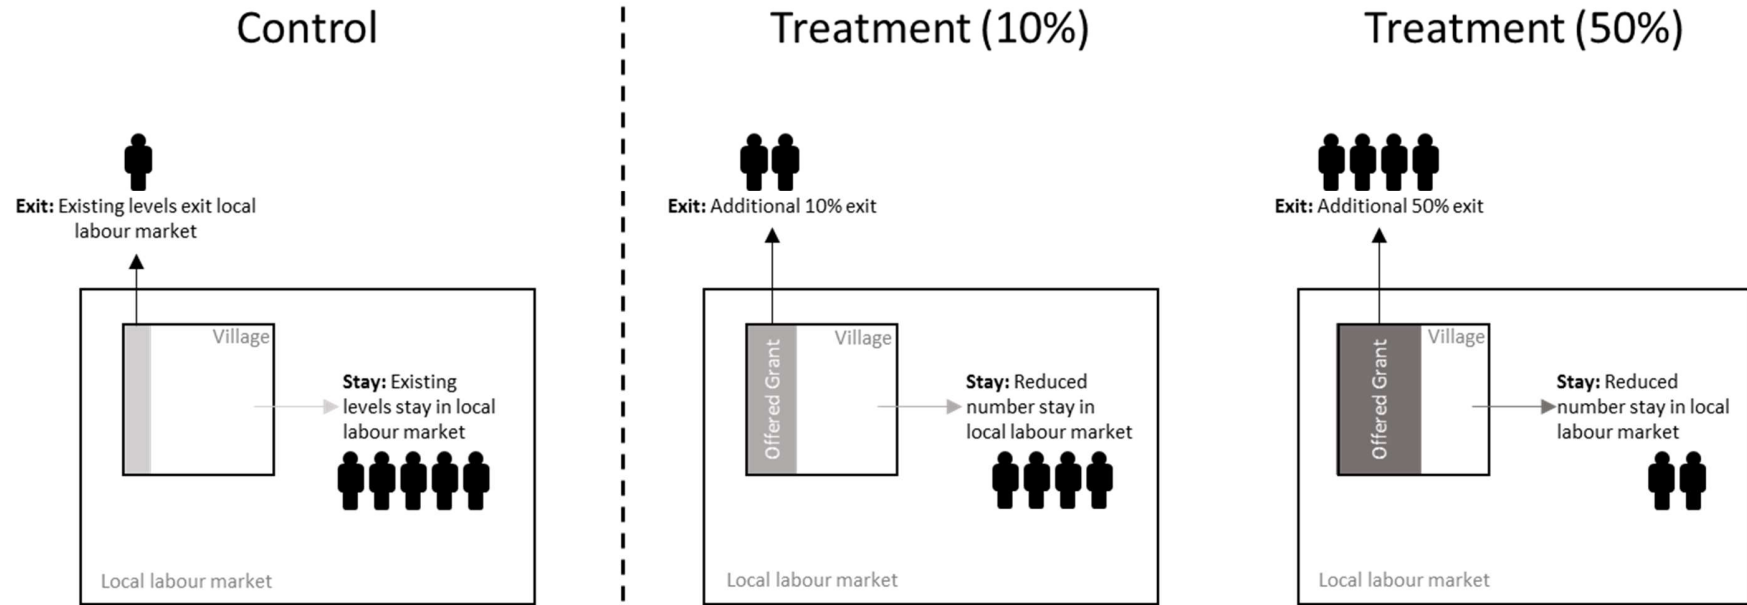 Control
Exit: Existing levels exit local
labour market
Village
Stay: Existing
levels stay in local
labour market
Local labour market
Treatment (10%)
Exit: Additional 10% exit
Offered Grant
Village
Stay: Reduced
number stay in
local labour market
Local labour market
Treatment (50%)
Exit: Additional 50% exit
Offered Grant
Village
Stay: Reduced
number stay in local
labour market
Local labour market